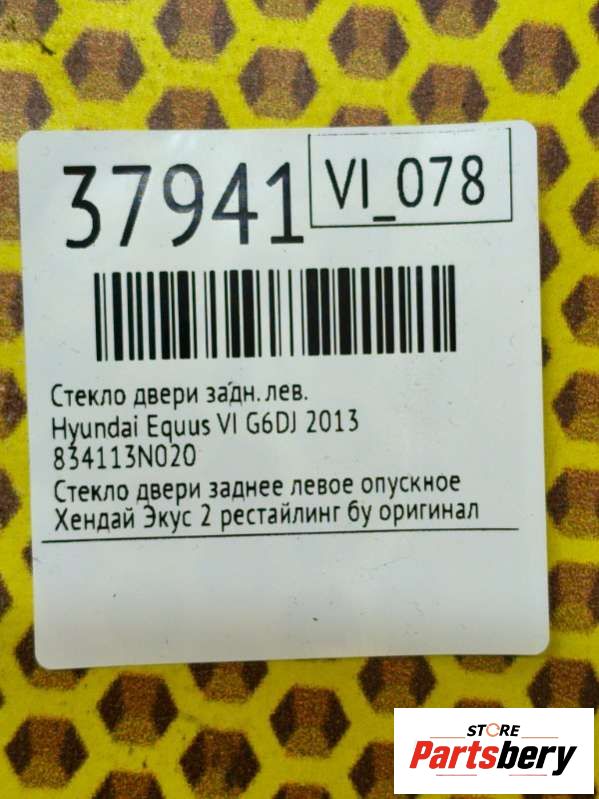 37941
VI_078
Стекло двери задн. лев.
Hyundai Equus VI G6DJ 2013
834113N020
Стекло двери заднее левое опускное
Хендай Экус 2 рестайлинг бу оригинал
STORE
Partsbery